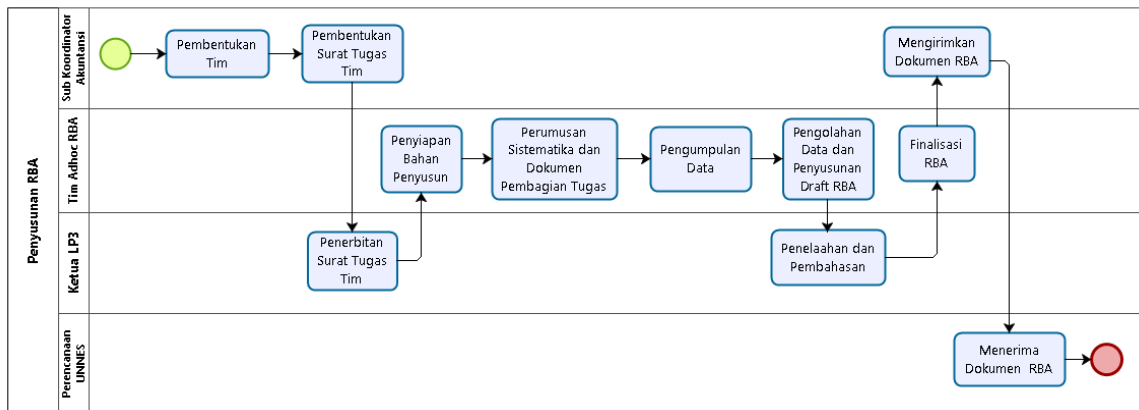 Penyusunan RBA
Sub Koordinator
Akuntansi
Pembentukan
Tim
Pembentukan
Surat Tugas
Tim
Mengirimkan
Dokumen RBA
Tim Adhoc RBA
Penyiapan
Bahan
Penyusun
Perumusan
Sistematika dan
Dokumen
Pembagian Tugas
Pengumpulan
Data
Pengolahan
Data dan
Penyusunan
Draft RBA
Finalisasi
RBA
Ketua LP3
Penerbitan
Surat Tugas
Tim
Penelaahan dan
Pembahasan
Perencanaan
UNNES
Menerima
Dokumen RBA